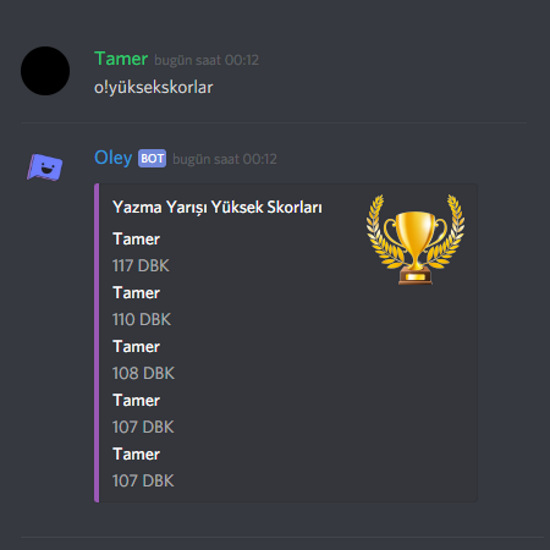 Tamer bugün saat 00:12
o!yüksekskorlar
Oley BOT bugün saat 00:12
Yazma Yarışı Yüksek Skorları
Tamer
117 DBK
Tamer
110 DBK
Tamer
108 DBK
Tamer
107 DBK
Tamer
107 DBK